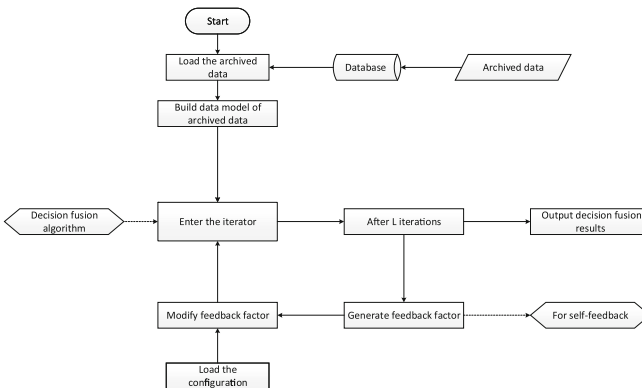 Start
Load the archived
data
Database
Archived data
Build data model of
archived data
Decision fusion
algorithm
Enter the iterator
After L iterations
Output decision fusion
results
Modify feedback factor
Generate feedback factor
For self-feedback
Load the
configuration